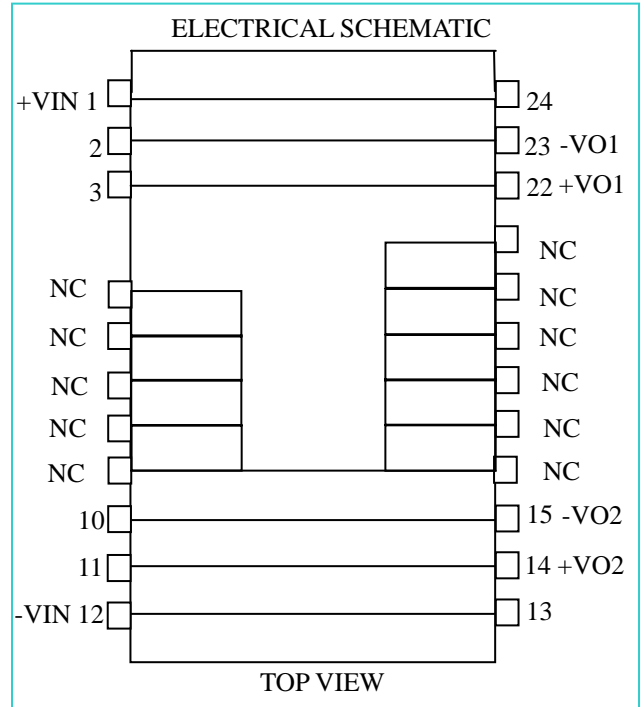 ELECTRICAL SCHEMATIC
+VIN 1
24
2
23 -VO1
3
22 +VO1
NC
NC
NC
NC
NC
NC
NC
NC
NC
NC
NC
10
15 -VO2
11
14 +VO2
-VIN 12
13
TOP VIEW